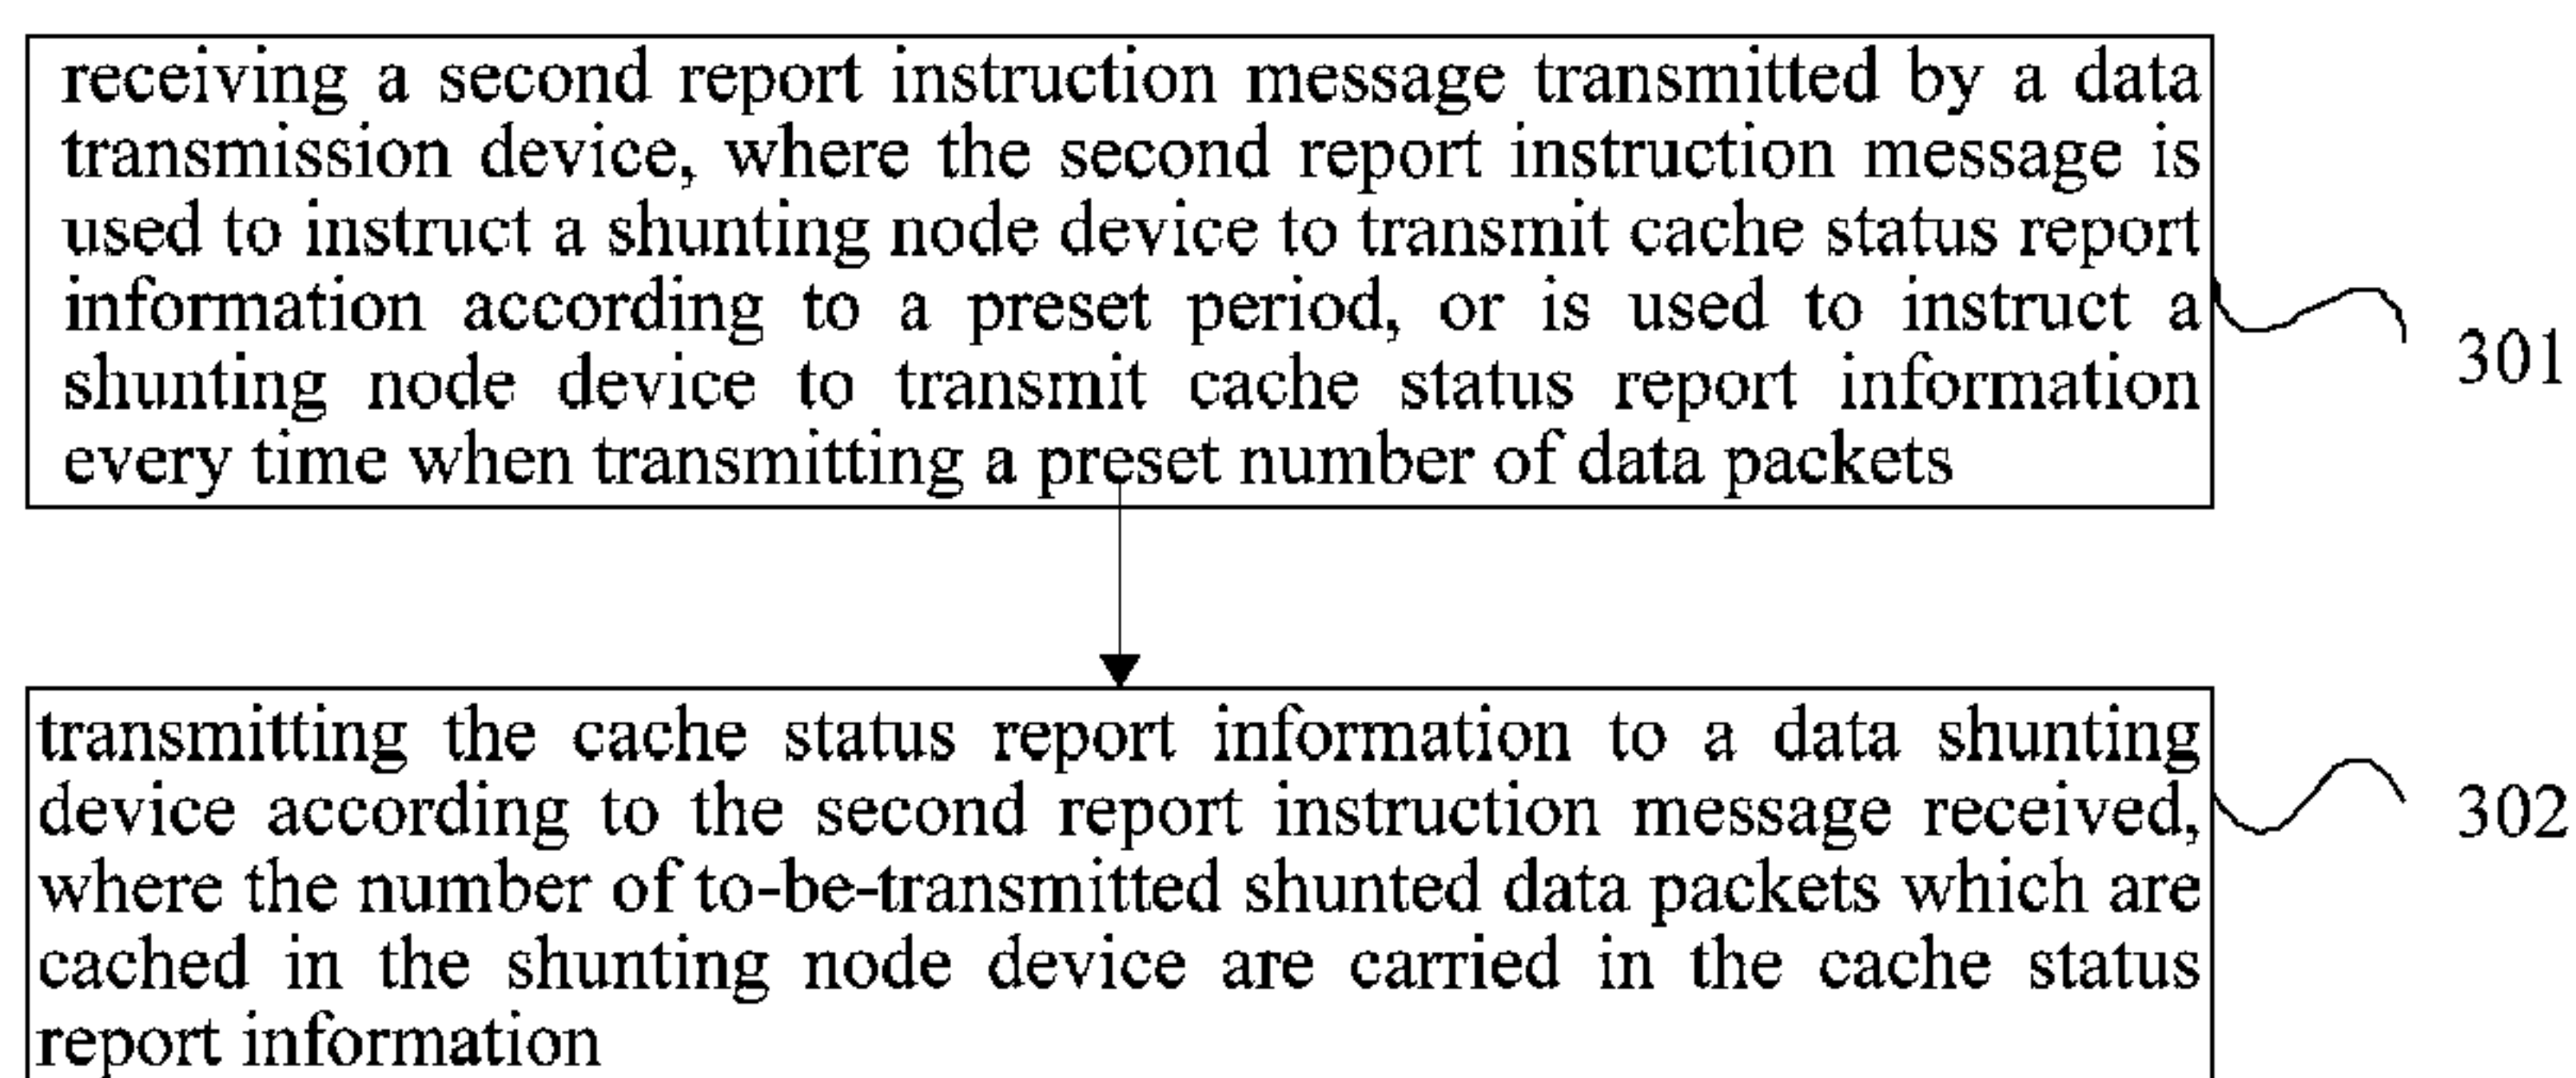 receiving a second report instruction message transmitted by a data
transmission device, where the second report instruction message is
used to instruct a shunting node device to transmit cache status report
information according to a preset period, or is used to instruct a
shunting node device to transmit cache status report information
every time when transmitting a preset number of data packets
301
transmitting the cache status report information to a data shunting
device according to the second report instruction message received,
where the number of to-be-transmitted shunted data packets which are
cached in the shunting node device are carried in the cache status
report information
302